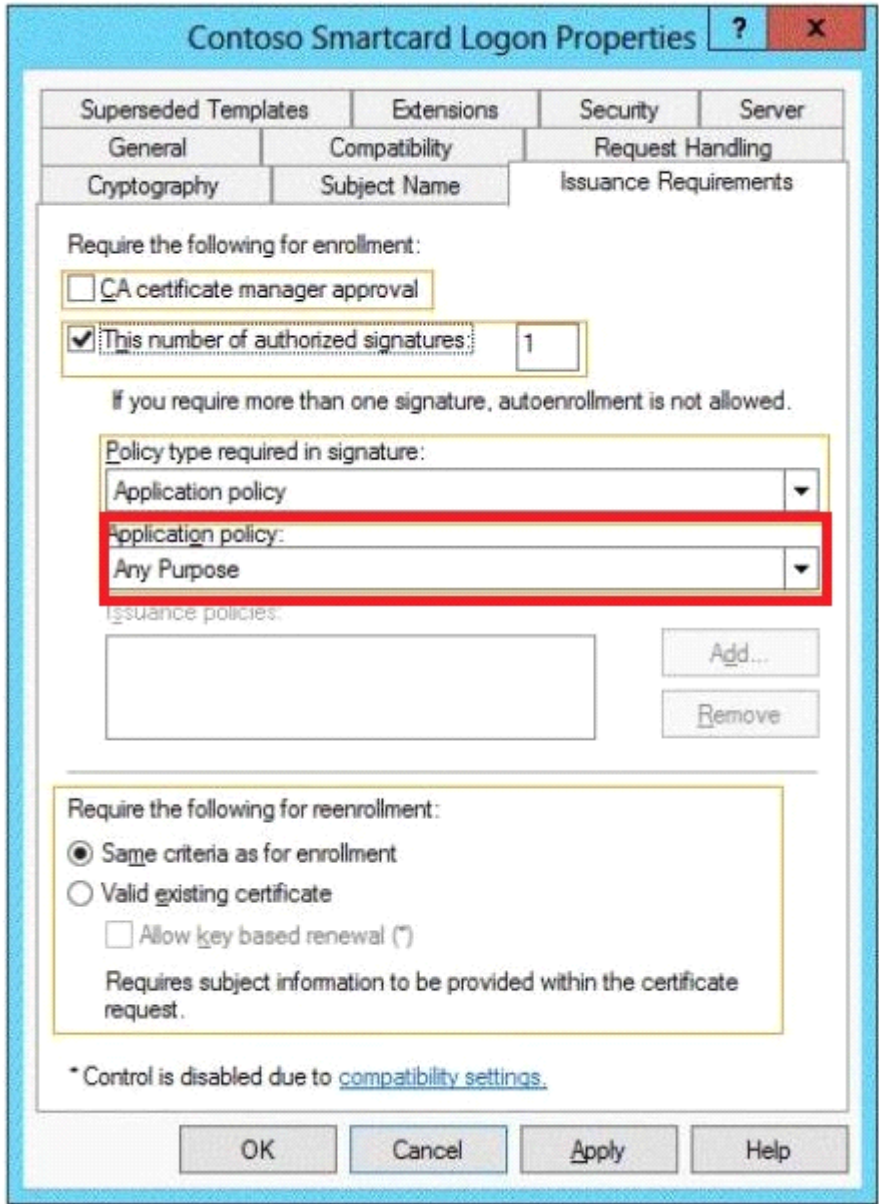 Contoso Smartcard Logon Properties ? x
Superseded Templates Extensions Security Server
General Compatibility Request Handling
Cryptography Subject Name Issuance Requirements
Require the following for enrollment:
CA certificate manager approval
This number of authorized signatures: 1
If you require more than one signature, autoenrollment is not allowed.
Policy type required in signature:
Application policy
Application policy:
Any Purpose
Issuance policies:
Add...
Remove
Require the following for reenrollment:
Same criteria as for enrollment
Valid existing certificate
Allow key based renewal (*)
Requires subject information to be provided within the certificate
request.
* Control is disabled due to compatibility settings.
OK Cancel Apply Help